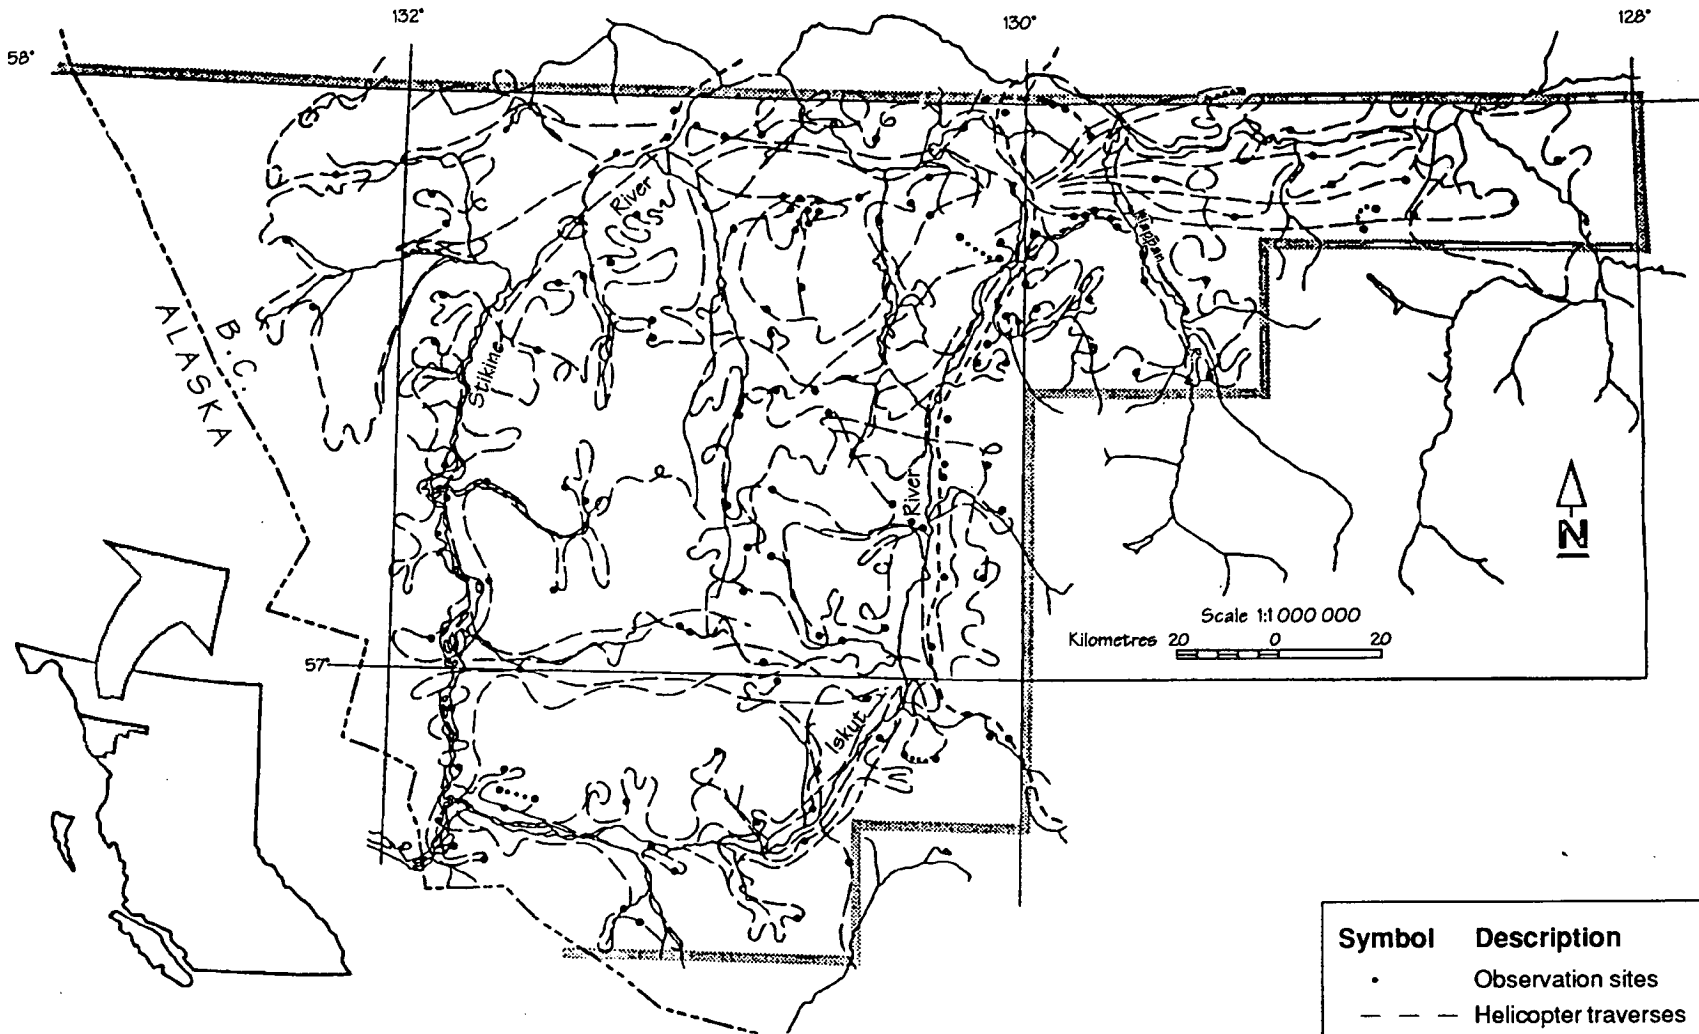 132°
130°
128°
58°
River
Klappan
B.C.
ALASKA
Stikine
River
N
Scale 1:1 000 000
Kilometres 20 0 20
57°
Iskut
Symbol Description
Observation sites
Helicopter traverses